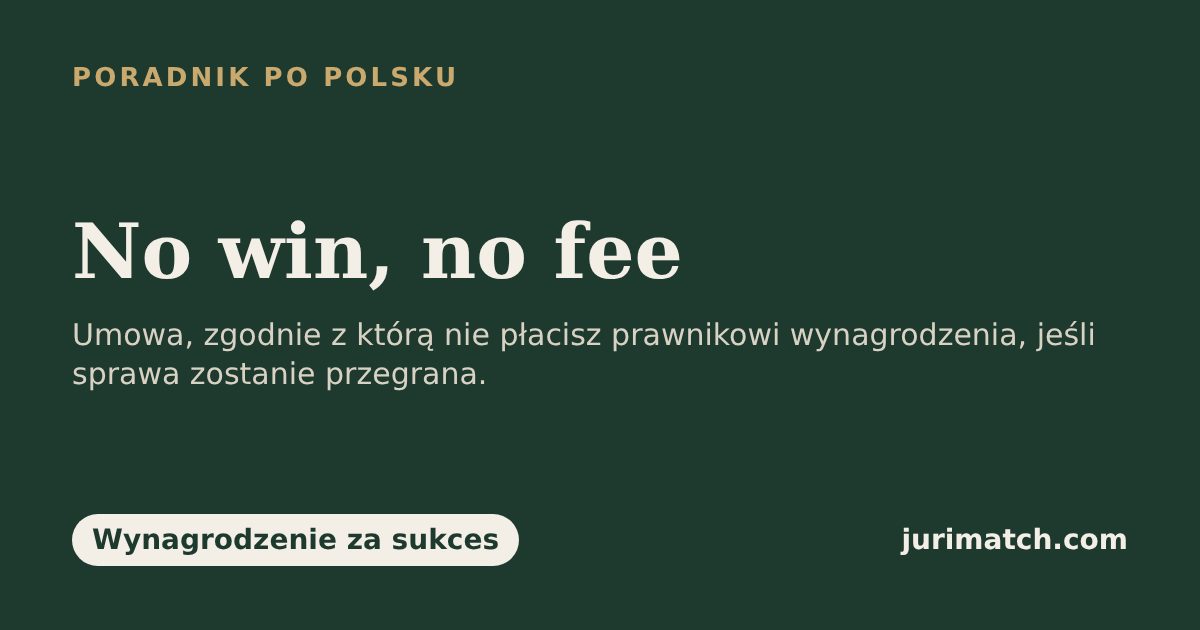 PORADNIK PO POLSKU
No win, no fee
Umowa, zgodnie z którą nie płacisz prawnikowi wynagrodzenia, jeśli
sprawa zostanie przegrana.
Wynagrodzenie za sukces
jurimatch.com